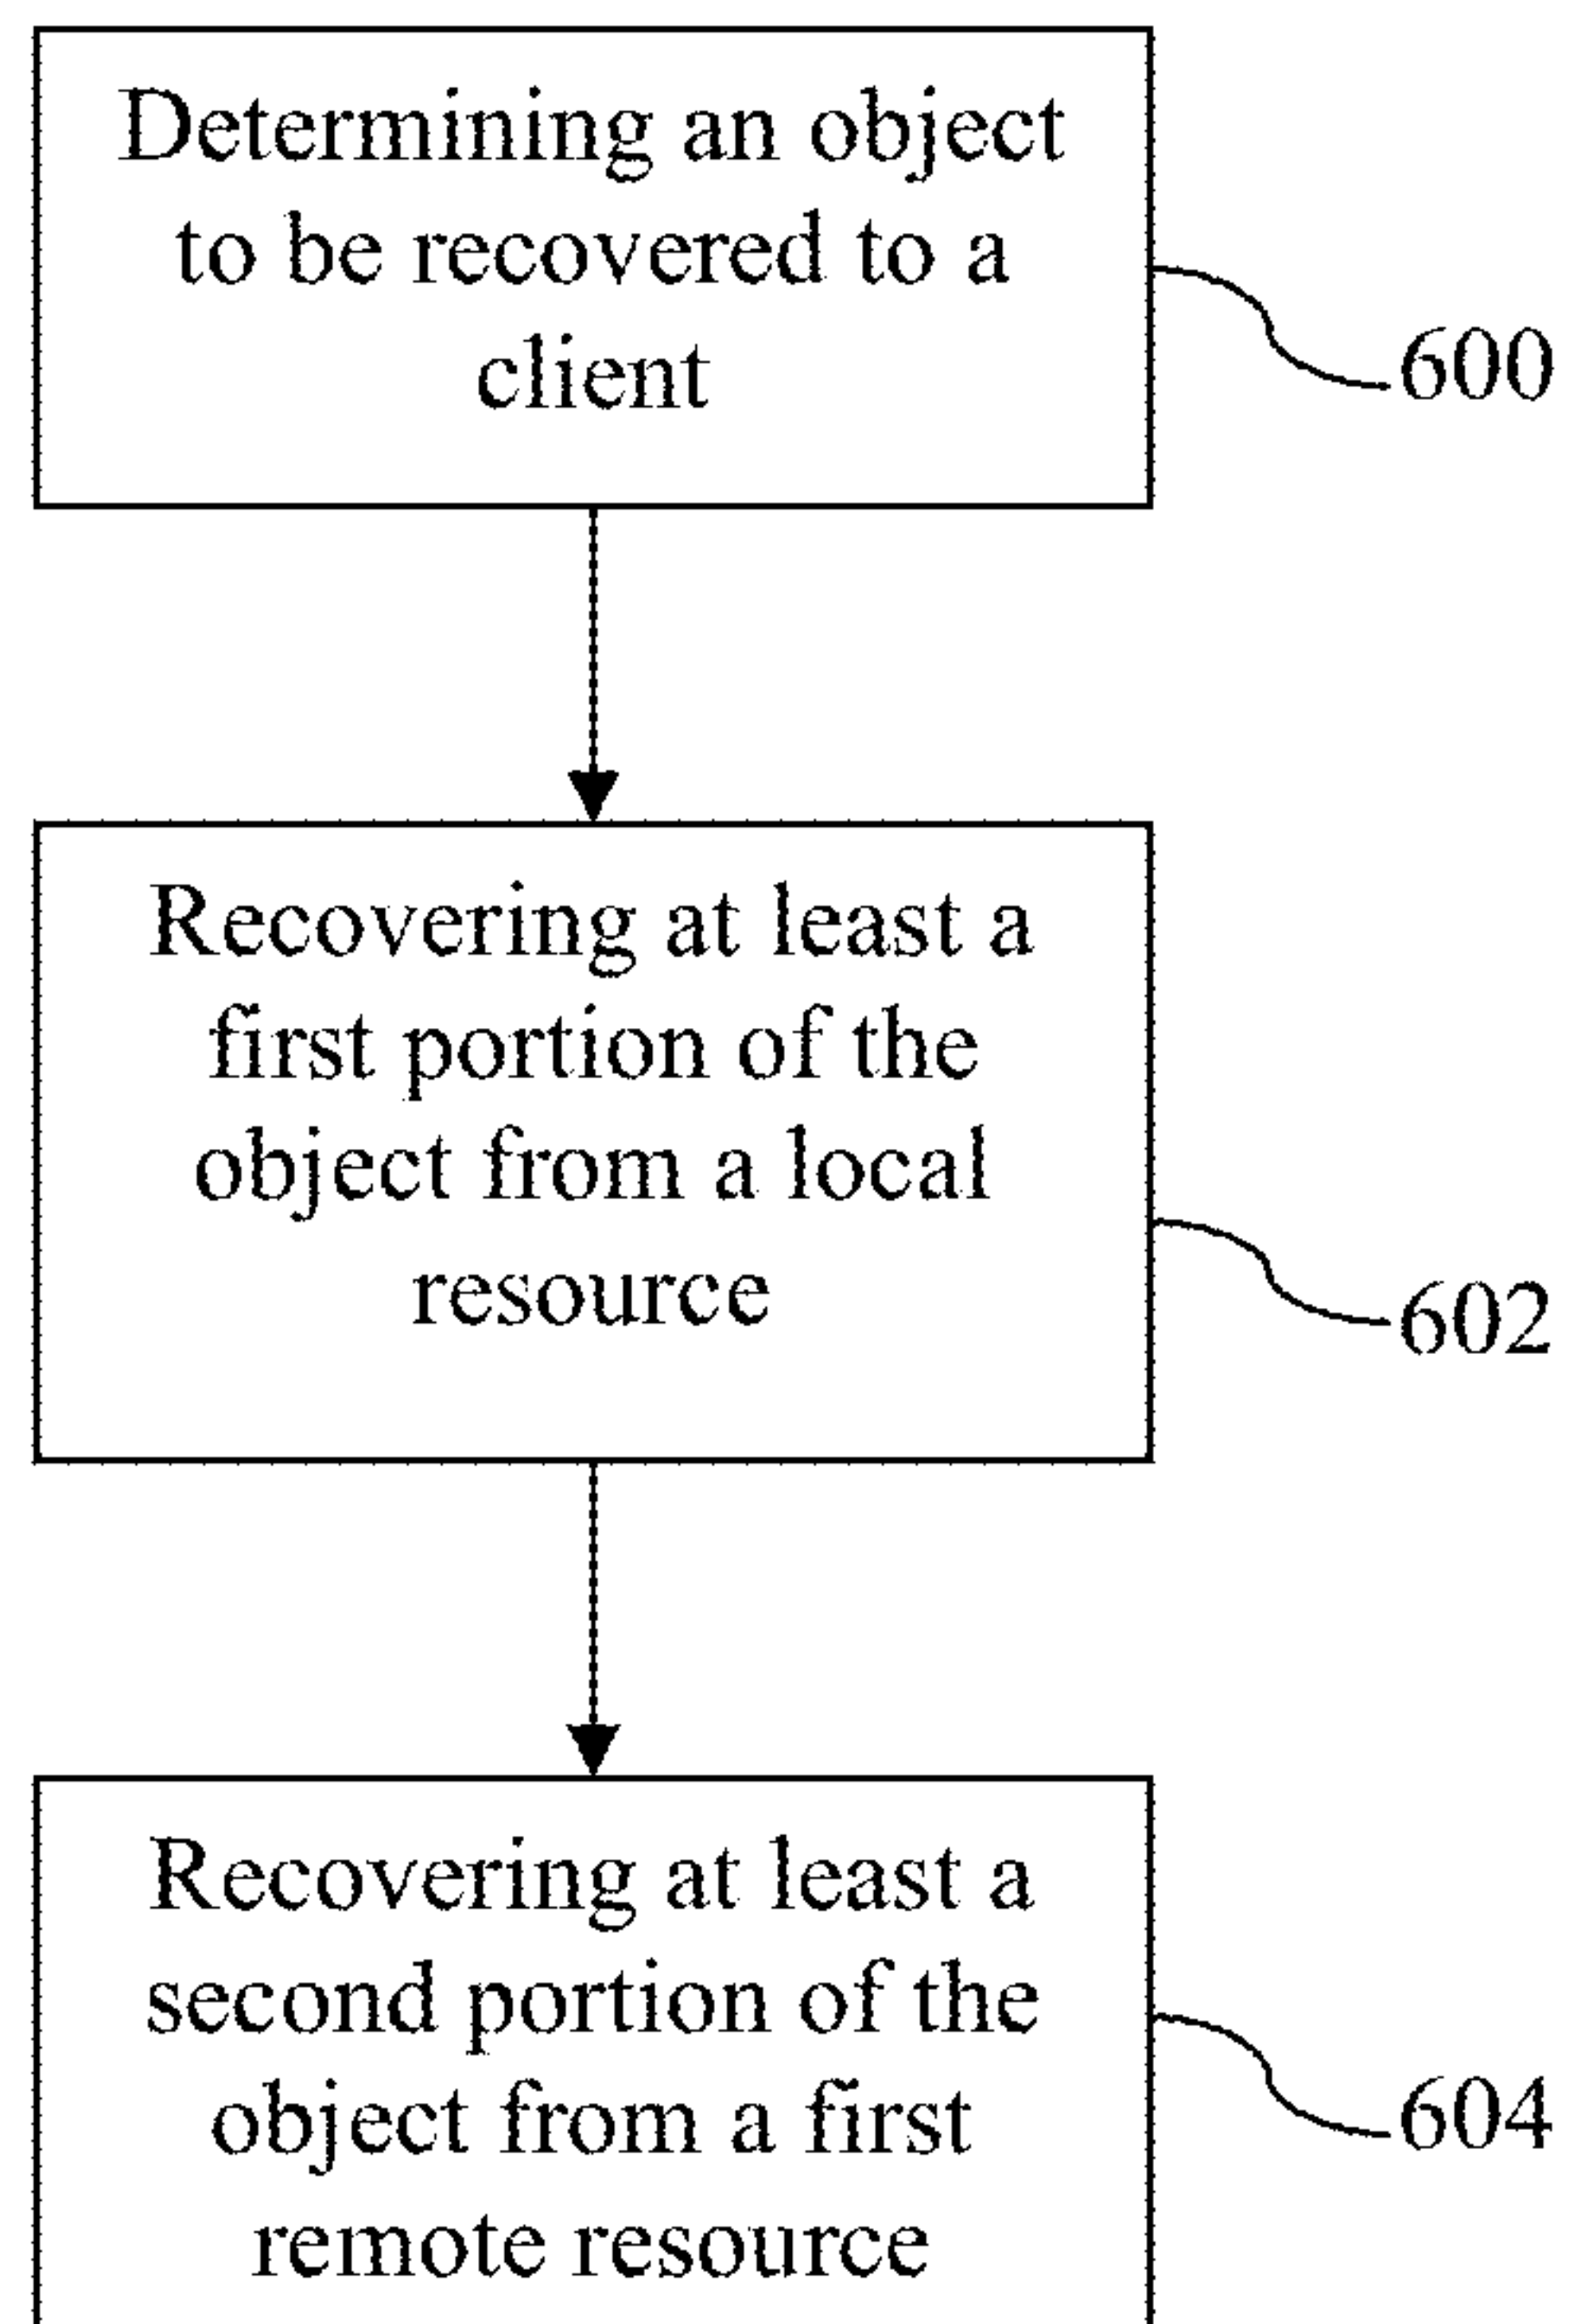 Determining an object
to be recovered to a
client
600
Recovering at least a
first portion of the
object from a local
resource
602
Recovering at least a
second portion of the
object from a first
remote resource
604